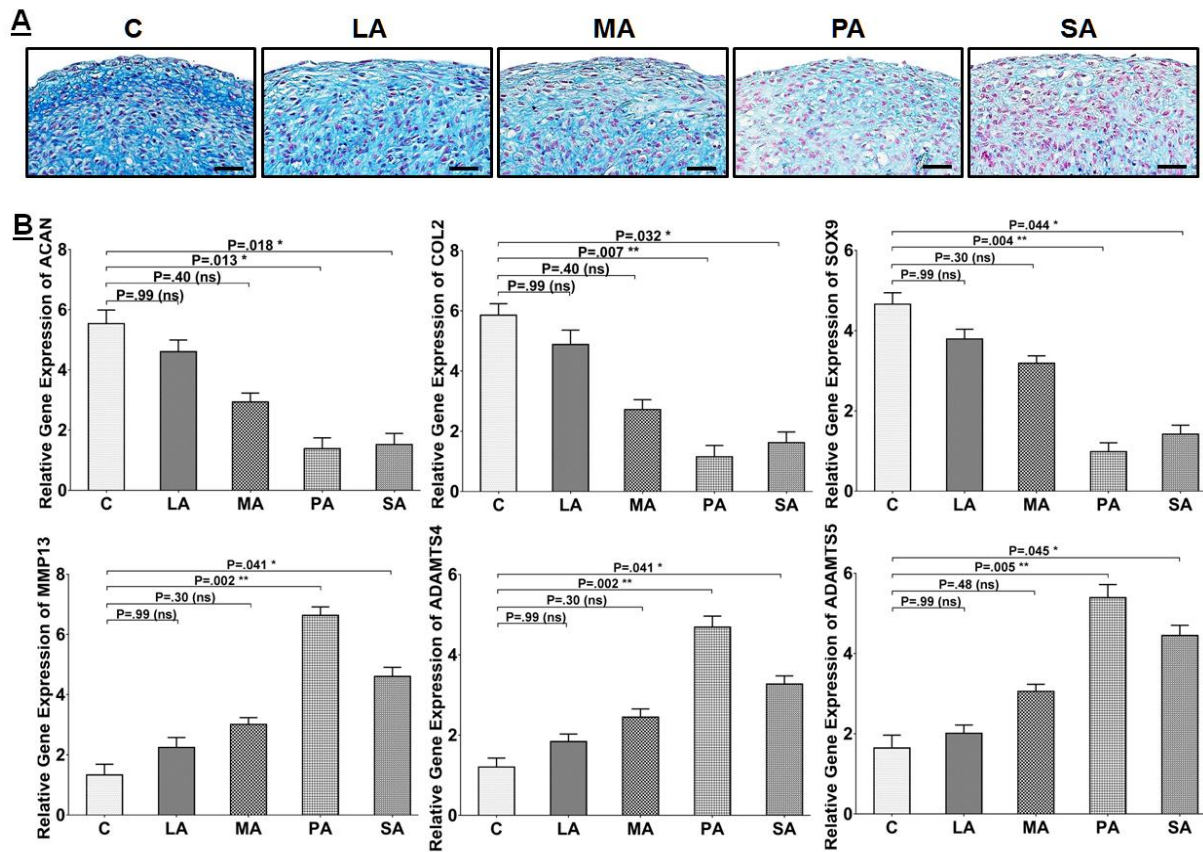 A
C LA MA PA SA
B
Relative Gene Expression of ACAN
8
6
4
2
0
P=.018 *
P=.013 *
P=.40 (ns)
P=.99 (ns)
C LA MA PA SA
Relative Gene Expression of COL2
8
6
4
2
0
P=.032 *
P=.007 **
P=.40 (ns)
P=.99 (ns)
C LA MA PA SA
Relative Gene Expression of SOX9
6
4
2
0
P=.044 *
P=.004 **
P=.30 (ns)
P=.99 (ns)
C LA MA PA SA
Relative Gene Expression of MMP13
8
6
4
2
0
P=.041 *
P=.002 **
P=.30 (ns)
P=.99 (ns)
C LA MA PA SA
Relative Gene Expression of ADAMTS4
6
4
2
0
P=.041 *
P=.002 **
P=.30 (ns)
P=.99 (ns)
C LA MA PA SA
Relative Gene Expression of ADAMTS5
6
4
2
0
P=.045 *
P=.005 **
P=.48 (ns)
P=.99 (ns)
C LA MA PA SA